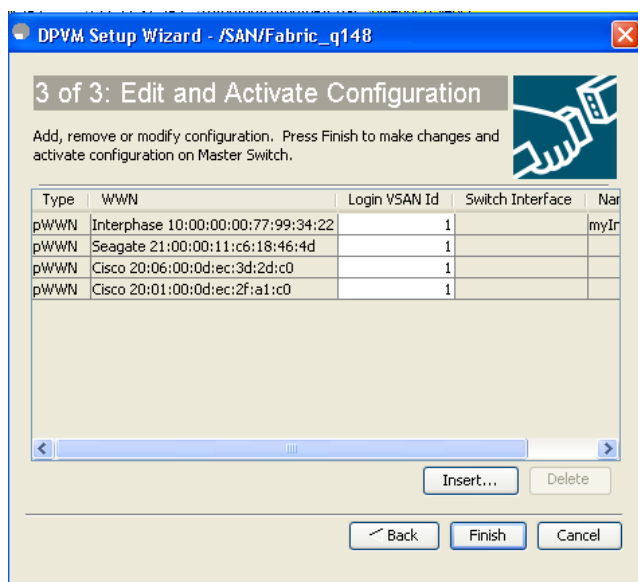 DPVM Setup Wizard - /SAN/Fabric_q148
3 of 3: Edit and Activate Configuration
Add, remove or modify configuration. Press Finish to make changes and
activate configuration on Master Switch.
Type WWN Login VSAN Id Switch Interface Nar
pWWN Interphase 10:00:00:00:77:99:34:22 1 myIr
pWWN Seagate 21:00:00:11:c6:18:46:4d 1
pWWN Cisco 20:06:00:0d:ec:3d:2d:c0 1
pWWN Cisco 20:01:00:0d:ec:2f:a1:c0 1
Insert... Delete
Back Finish Cancel